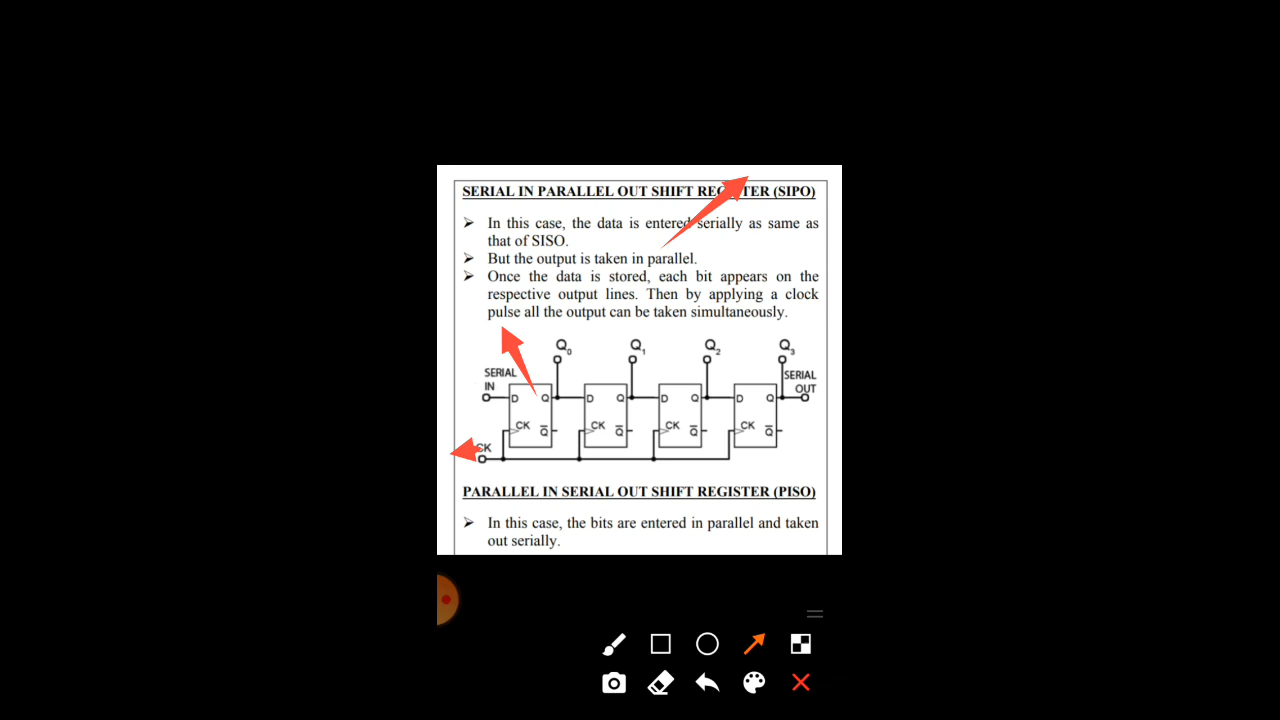 SERIAL IN PARALLEL OUT SHIFT REGISTER (SIPO)
➢ In this case, the data is entered serially as same as
that of SISO.
➢ But the output is taken in parallel.
➢ Once the data is stored, each bit appears on the
respective output lines. Then by applying a clock
pulse all the output can be taken simultaneously.
Q0 Q1 Q2 Q3
SERIAL
IN
SERIAL
OUT
D Q D Q D Q D Q
CK Q̅ CK Q̅ CK Q̅ CK Q̅
CK
PARALLEL IN SERIAL OUT SHIFT REGISTER (PISO)
➢ In this case, the bits are entered in parallel and taken
out serially.